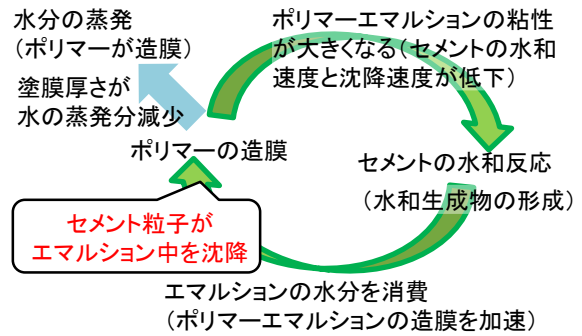 水分の蒸発
(ポリマーが造膜)
塗膜厚さが
水の蒸発分減少
ポリマーエマルションの粘性
が大きくなる(セメントの水和
速度と沈降速度が低下)
ポリマーの造膜
セメントの水和反応
(水和生成物の形成)
セメント粒子が
エマルション中を沈降
エマルションの水分を消費
(ポリマーエマルションの造膜を加速)